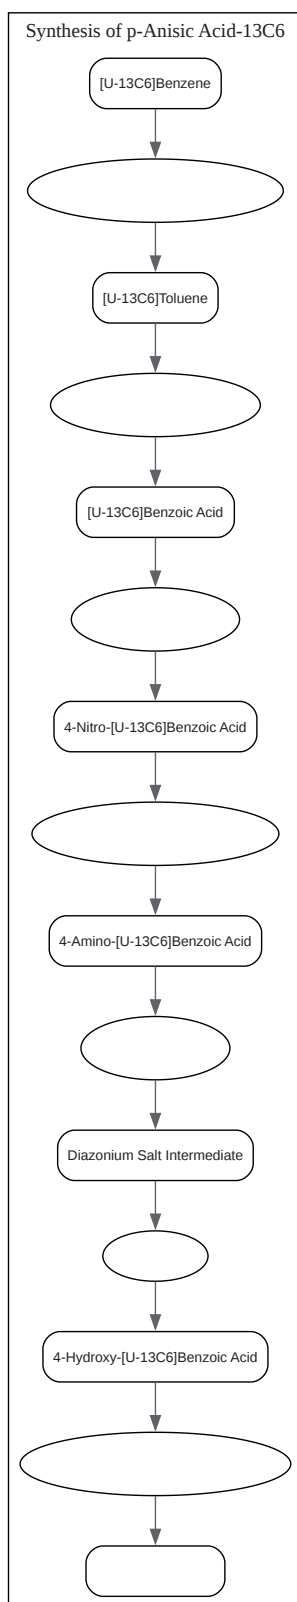 Synthesis of p-Anisic Acid-13C6
[U-13C6]Benzene
[U-13C6]Toluene
[U-13C6]Benzoic Acid
4-Nitro-[U-13C6]Benzoic Acid
4-Amino-[U-13C6]Benzoic Acid
Diazonium Salt Intermediate
4-Hydroxy-[U-13C6]Benzoic Acid